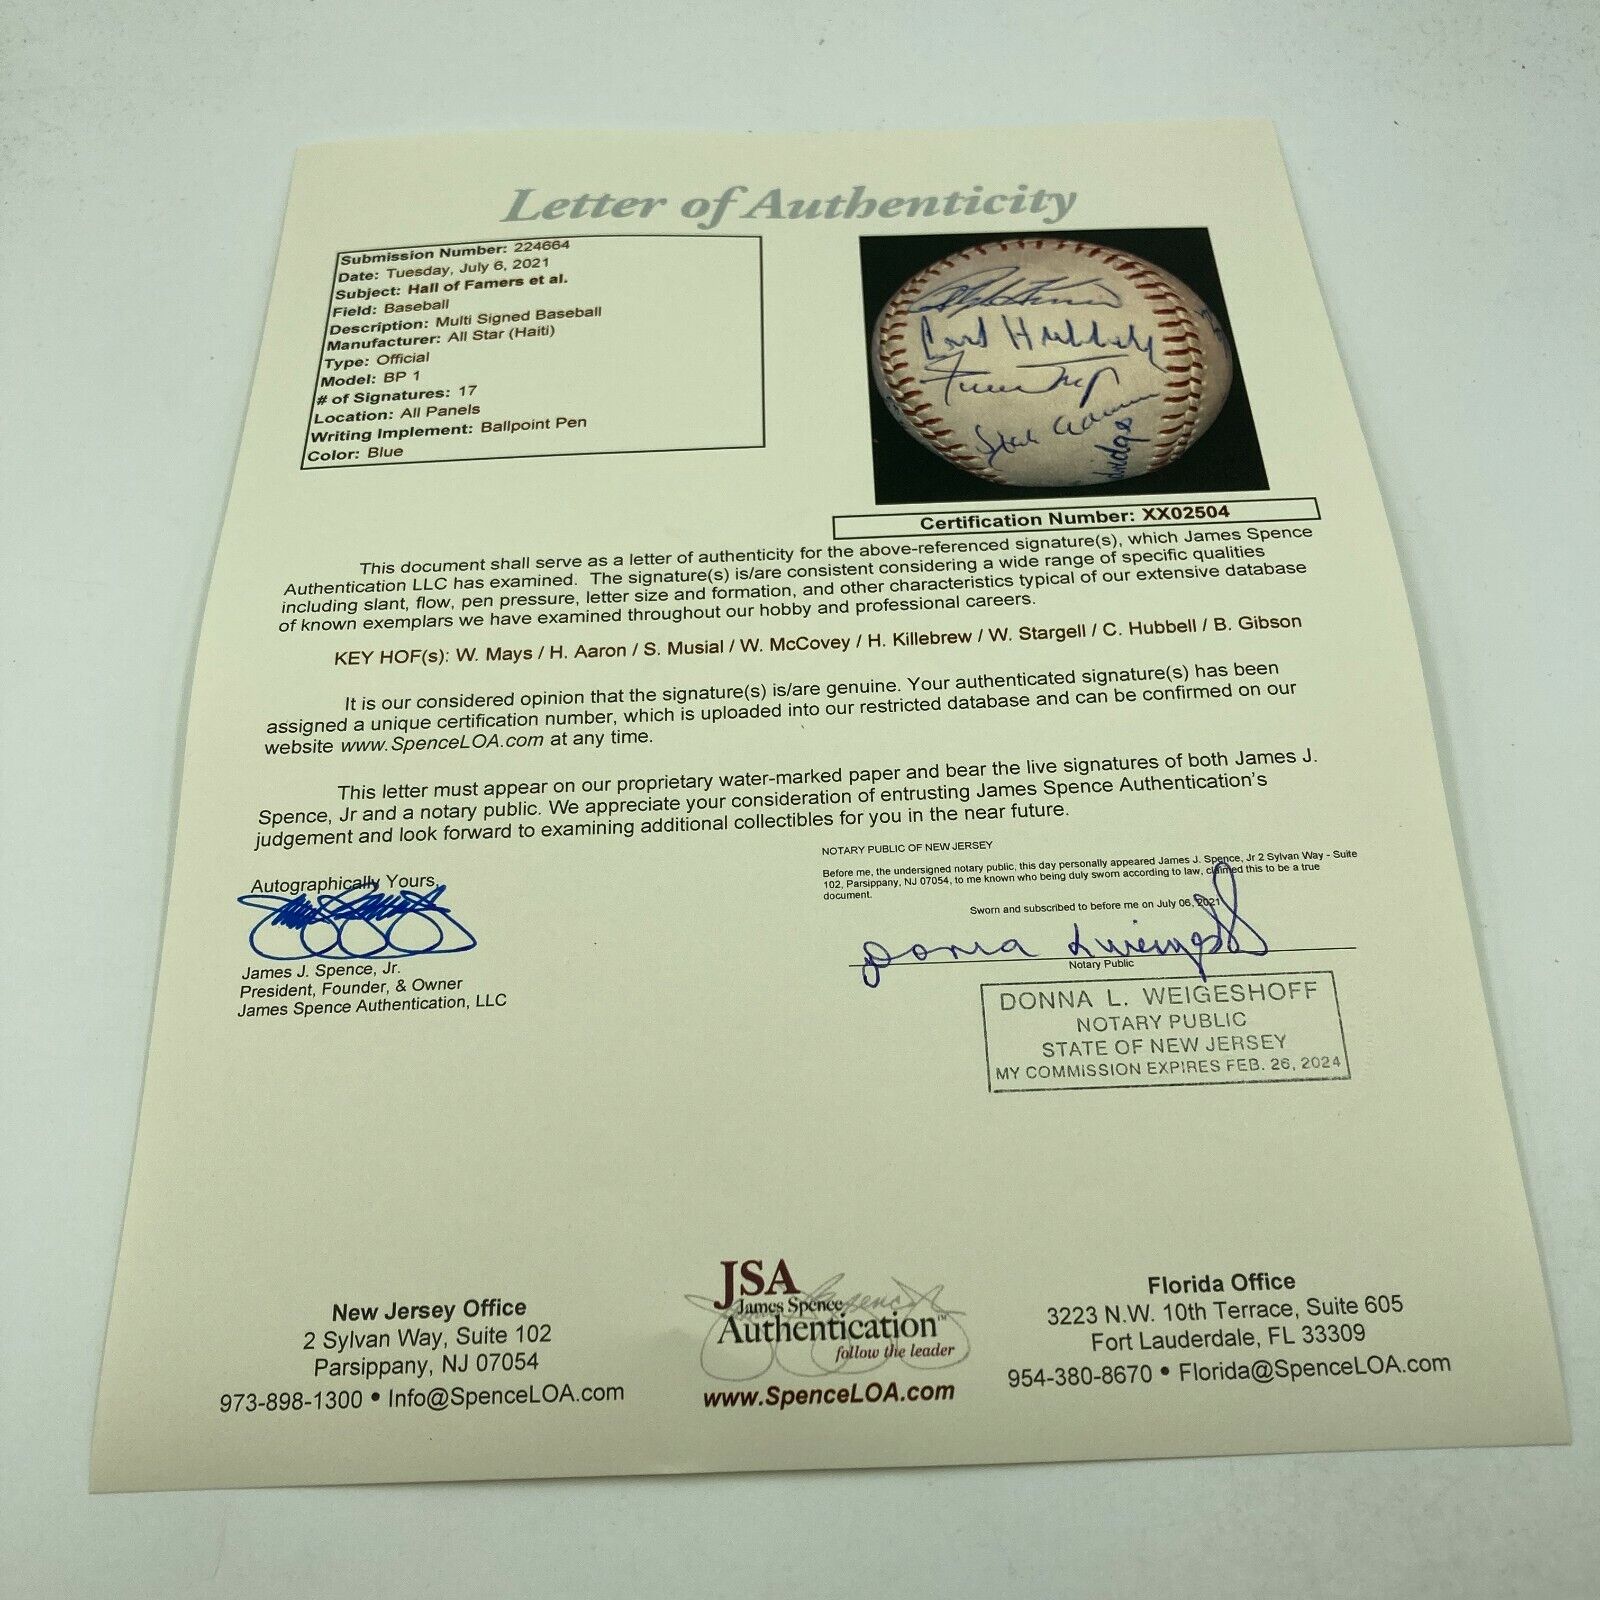 Letter of Authenticity
Submission Number: 224664
Date: Tuesday, July 6, 2021
Subject: Hall of Famers et al.
Field: Baseball
Description: Multi Signed Baseball
Manufacturer: All Star (Haiti)
Type: Official
Model: BP 1
# of Signatures: 17
Location: All Panels
Writing Implement: Ballpoint Pen
Color: Blue
Carl Hubbell
Certification Number: XX02504
This document shall serve as a letter of authenticity for the above-referenced signature(s), which James Spence
Authentication LLC has examined. The signature(s) is/are consistent considering a wide range of specific qualities
including slant, flow, pen pressure, letter size and formation, and other characteristics typical of our extensive database
of known exemplars we have examined throughout our hobby and professional careers.
KEY HOF(s): W. Mays / H. Aaron / S. Musial / W. McCovey / H. Killebrew / W. Stargell / C. Hubbell / B. Gibson
It is our considered opinion that the signature(s) is/are genuine. Your authenticated signature(s) has been
assigned a unique certification number, which is uploaded into our restricted database and can be confirmed on our
website www.SpenceLOA.com at any time.
This letter must appear on our proprietary water-marked paper and bear the live signatures of both James J.
Spence, Jr and a notary public. We appreciate your consideration of entrusting James Spence Authentication's
judgement and look forward to examining additional collectibles for you in the near future.
NOTARY PUBLIC OF NEW JERSEY
Before me, the undersigned notary public, this day personally appeared James J. Spence, Jr 2 Sylvan Way - Suite
102, Parsippany, NJ 07054, to me known who being duly sworn according to law, claimed this to be a true
document.
Sworn and subscribed to before me on July 06, 2021
Autographically Yours,
James J. Spence, Jr.
President, Founder, & Owner
James Spence Authentication, LLC
Donna L Weigeshoff
Notary Public
DONNA L. WEIGESHOFF
NOTARY PUBLIC
STATE OF NEW JERSEY
MY COMMISSION EXPIRES FEB. 26, 2024
New Jersey Office
2 Sylvan Way, Suite 102
Parsippany, NJ 07054
973-898-1300 • Info@SpenceLOA.com
JSA
James Spence
Authentication™
follow the leader
www.SpenceLOA.com
Florida Office
3223 N.W. 10th Terrace, Suite 605
Fort Lauderdale, FL 33309
954-380-8670 • Florida@SpenceLOA.com